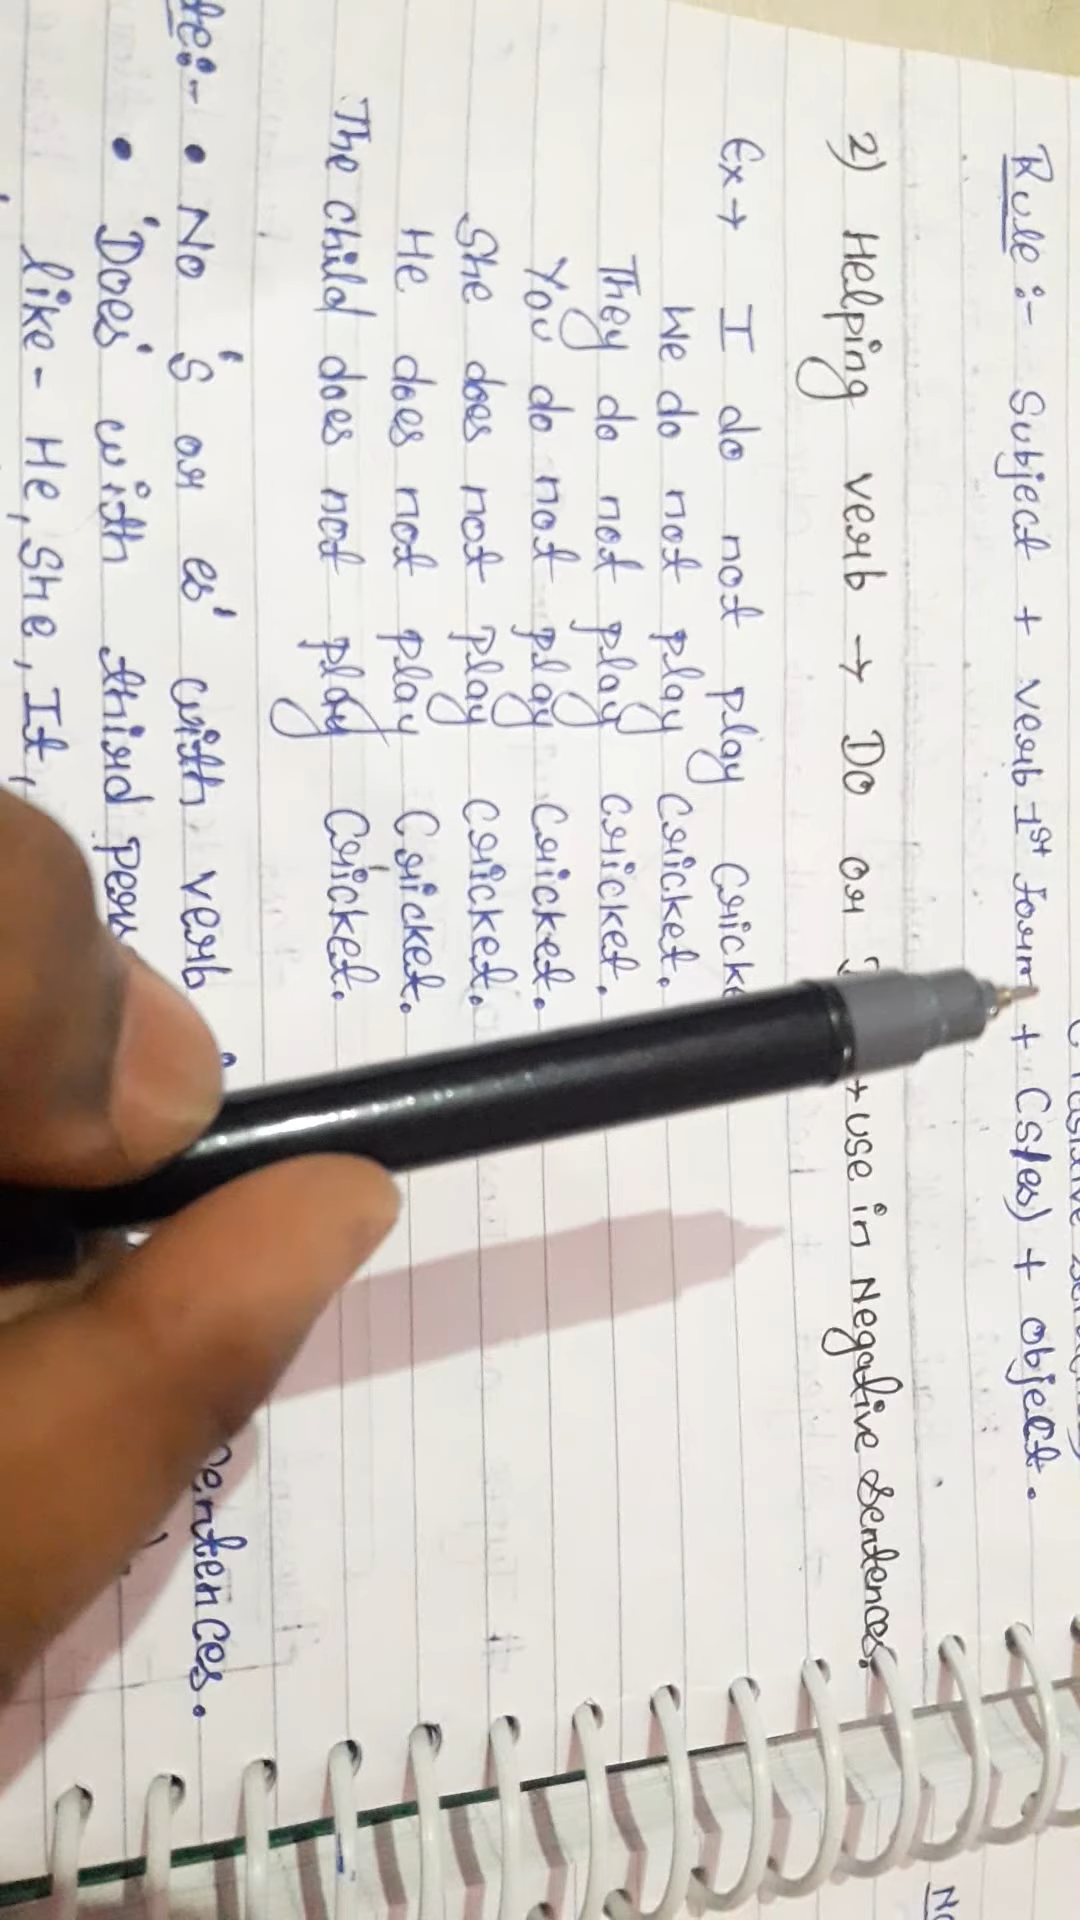 Rule :- Subject + verb 1st form + (s/es) + object.
2) Helping verb → Do or + use in Negative Sentences.
Ex → I do not play
We do not play cricket.
They do not play cricket.
You do not play cricket.
She does not play cricket.
He does not play cricket.
The child does not play cricket.
• No 's or es' with verb
• 'Does' with third
like - He, She, It,